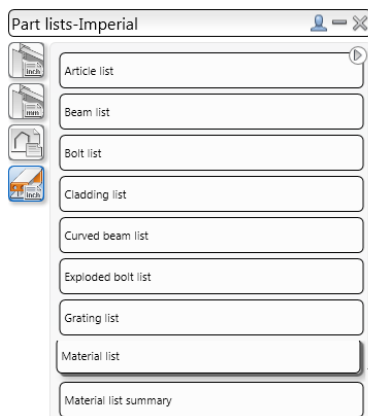 Part lists-Imperial
inch
Article list
mm
Beam list
Bolt list
inch
Cladding list
Curved beam list
Exploded bolt list
Grating list
Material list
Material list summary